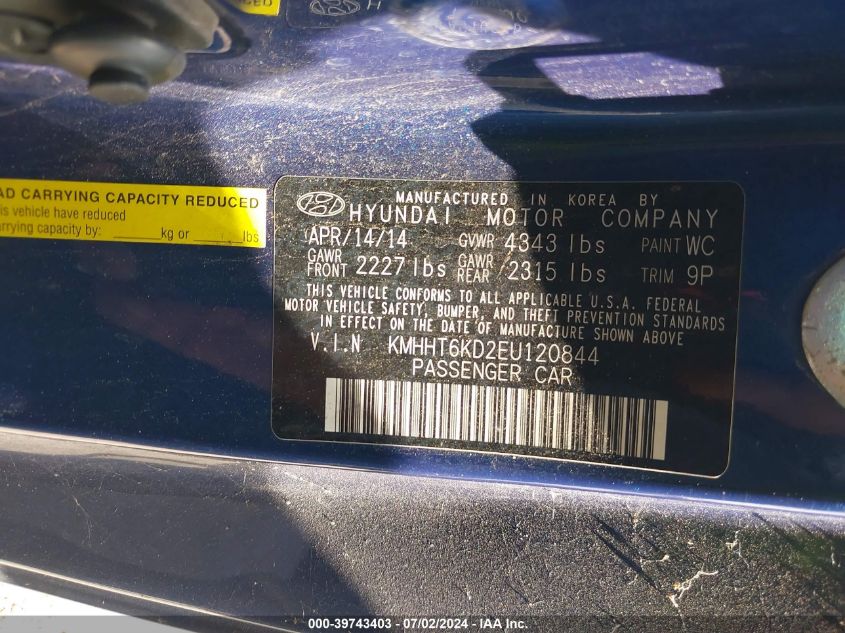 AD CARRYING CAPACITY REDUCED
is vehicle have reduced
arrying capacity by: kg or lbs
MANUFACTURED IN KOREA BY
HYUNDAI MOTOR COMPANY
APR/14/14 GVWR 4343 lbs PAINT WC
GAWR FRONT 2227 lbs GAWR REAR 2315 lbs TRIM 9P
THIS VEHICLE CONFORMS TO ALL APPLICABLE U.S.A. FEDERAL
MOTOR VEHICLE SAFETY, BUMPER, AND THEFT PREVENTION STANDARDS
IN EFFECT ON THE DATE OF MANUFACTURE SHOWN ABOVE
V.I.N KMHHT6KD2EU120844
PASSENGER CAR
000-39743403 - 07/02/2024 - IAA Inc.